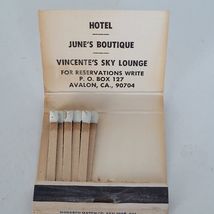 HOTEL
JUNE'S BOUTIQUE
VINCENTE'S SKY LOUNGE
FOR RESERVATIONS WRITE
P. O. BOX 127
AVALON, CA., 90704